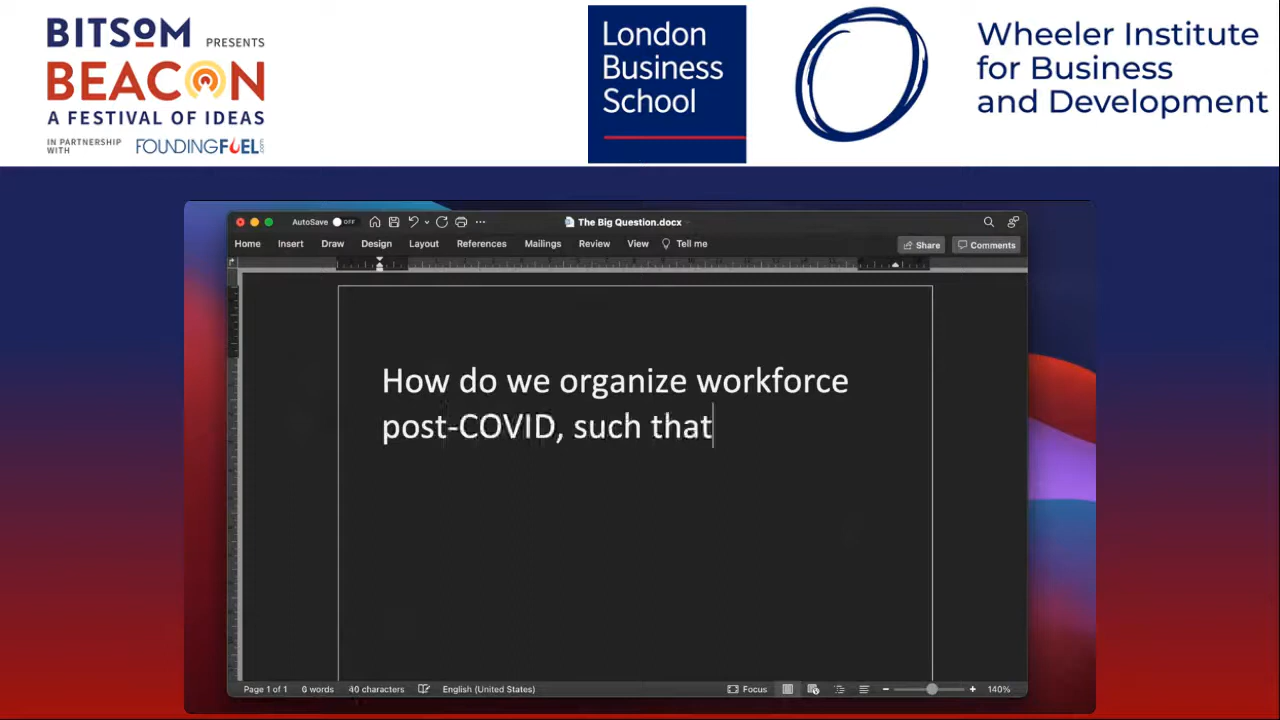 BITSOM PRESENTS
BEACON
A FESTIVAL OF IDEAS
IN PARTNERSHIP WITH FOUNDINGFUEL.com
London
Business
School
Wheeler Institute
for Business
and Development
AutoSave OFF
The Big Question.docx
Home Insert Draw Design Layout References Mailings Review View Tell me Share Comments
How do we organize workforce
post-COVID, such that
Page 1 of 1 6 words 40 characters English (United States) Focus 140%